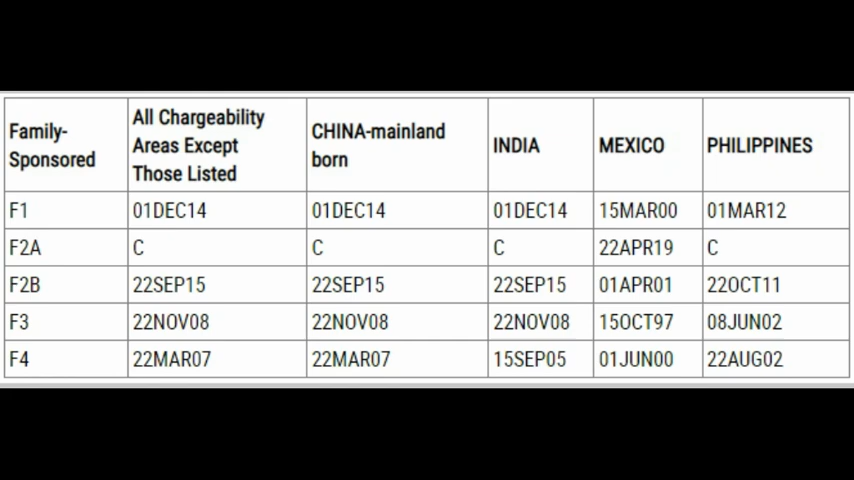 Family-Sponsored All Chargeability Areas Except Those Listed CHINA-mainland born INDIA MEXICO PHILIPPINES
F1 01DEC14 01DEC14 01DEC14 15MAR00 01MAR12
F2A C C C 22APR19 C
F2B 22SEP15 22SEP15 22SEP15 01APR01 22OCT11
F3 22NOV08 22NOV08 22NOV08 15OCT97 08JUN02
F4 22MAR07 22MAR07 15SEP05 01JUN00 22AUG02